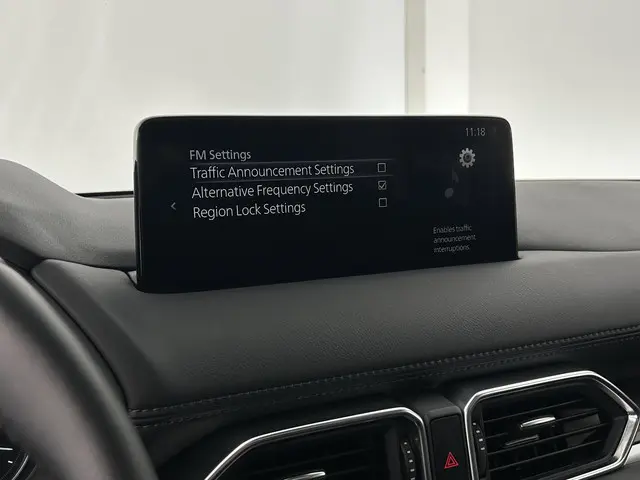 11:18
FM Settings
Traffic Announcement Settings
Alternative Frequency Settings
Region Lock Settings
Enables traffic
announcement
interruptions.